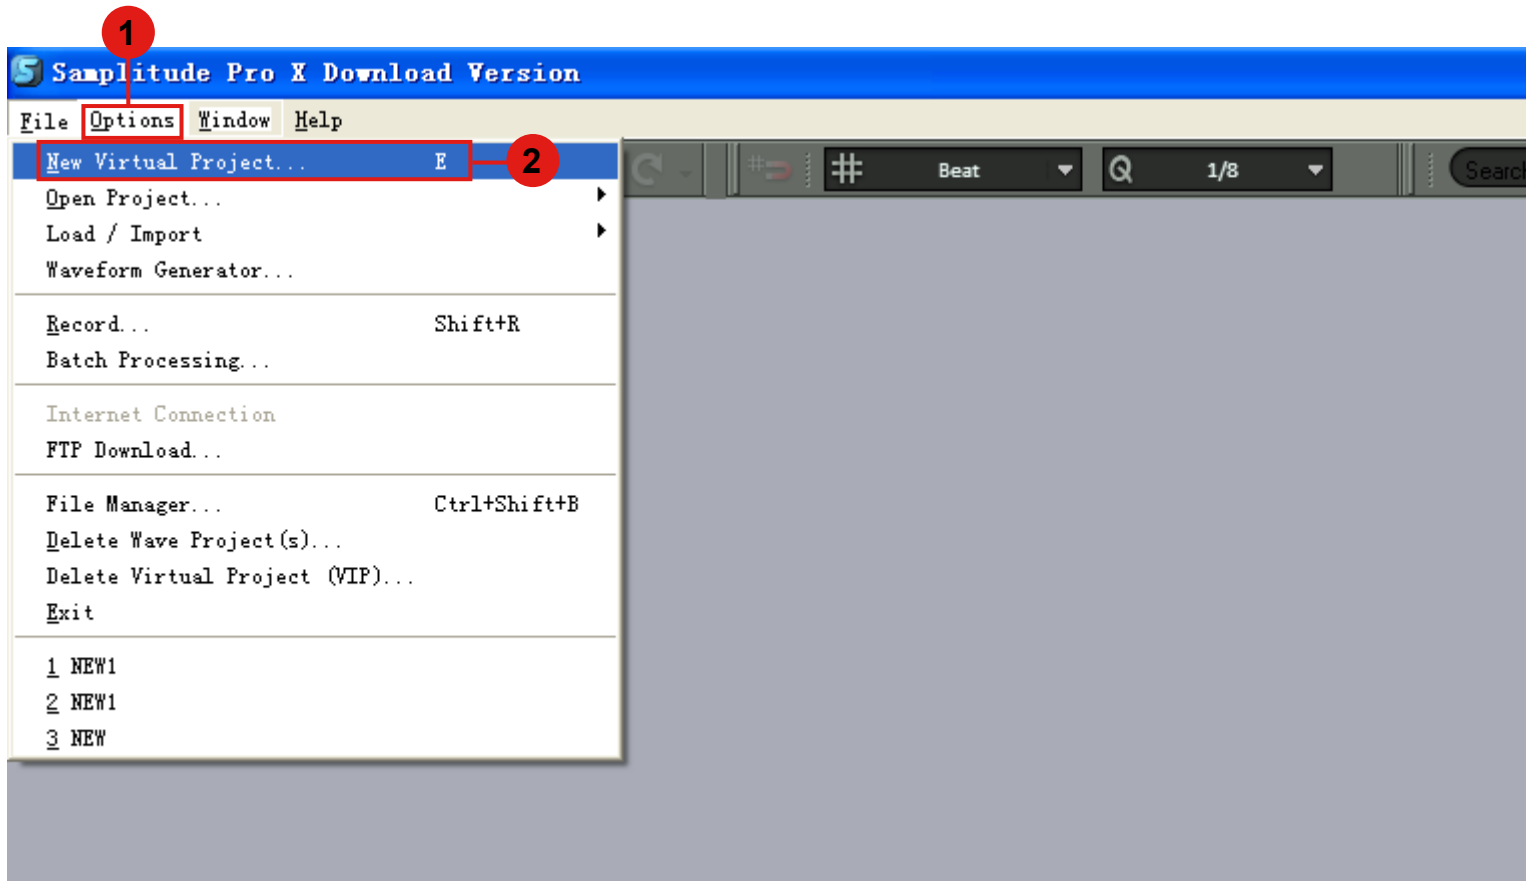 1
Samplitude Pro X Download Version
File Options Window Help
New Virtual Project... E
2
# Beat Q 1/8 Search
Open Project...
Load / Import
Waveform Generator...
Record... Shift+R
Batch Processing...
Internet Connection
FTP Download...
File Manager... Ctrl+Shift+B
Delete Wave Project(s)...
Delete Virtual Project (VIP)...
Exit
1 NEW1
2 NEW1
3 NEW